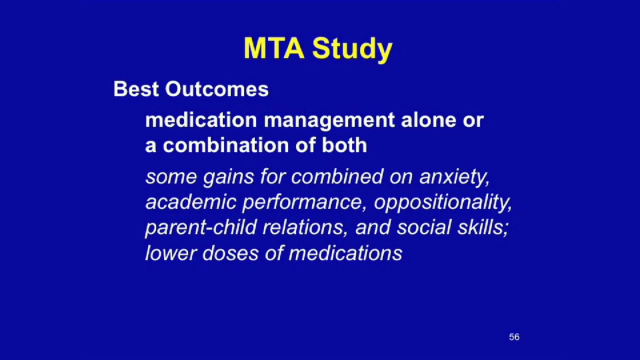 MTA Study
Best Outcomes
medication management alone or
a combination of both
some gains for combined on anxiety,
academic performance, oppositionality,
parent-child relations, and social skills;
lower doses of medications
56